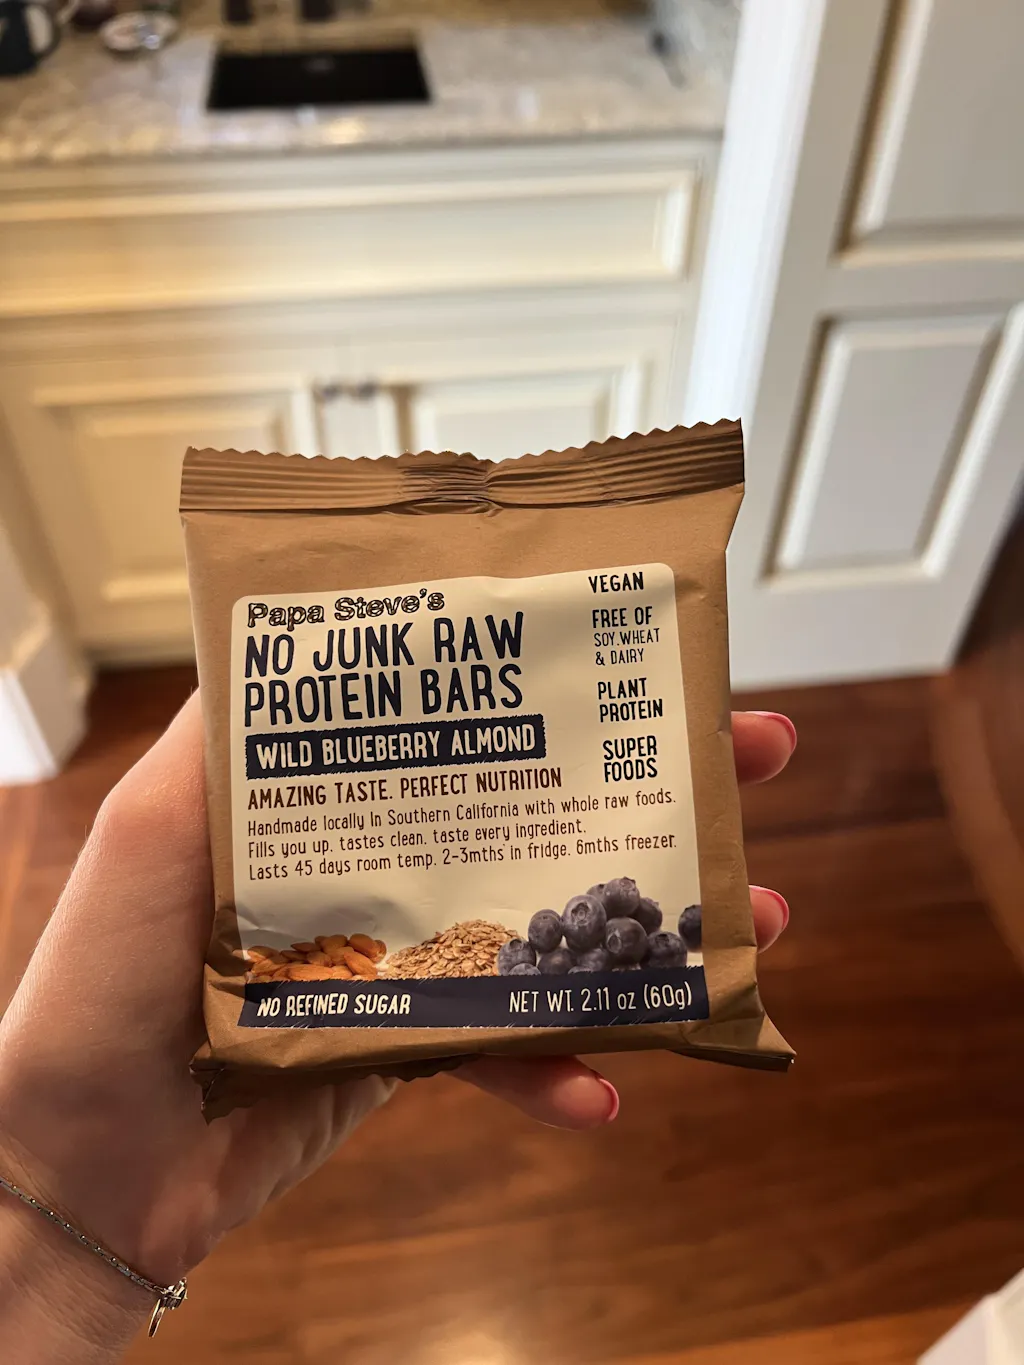 Papa Steve's
NO JUNK RAW
PROTEIN BARS
WILD BLUEBERRY ALMOND
AMAZING TASTE. PERFECT NUTRITION
Handmade locally In Southern California with whole raw foods.
Fills you up. tastes clean. taste every ingredient.
Lasts 45 days room temp. 2-3mths in fridge. 6mths freezer.
VEGAN
FREE OF
SOY.WHEAT
& DAIRY
PLANT
PROTEIN
SUPER
FOODS
NO REFINED SUGAR
NET WT. 2.11 oz (60g)